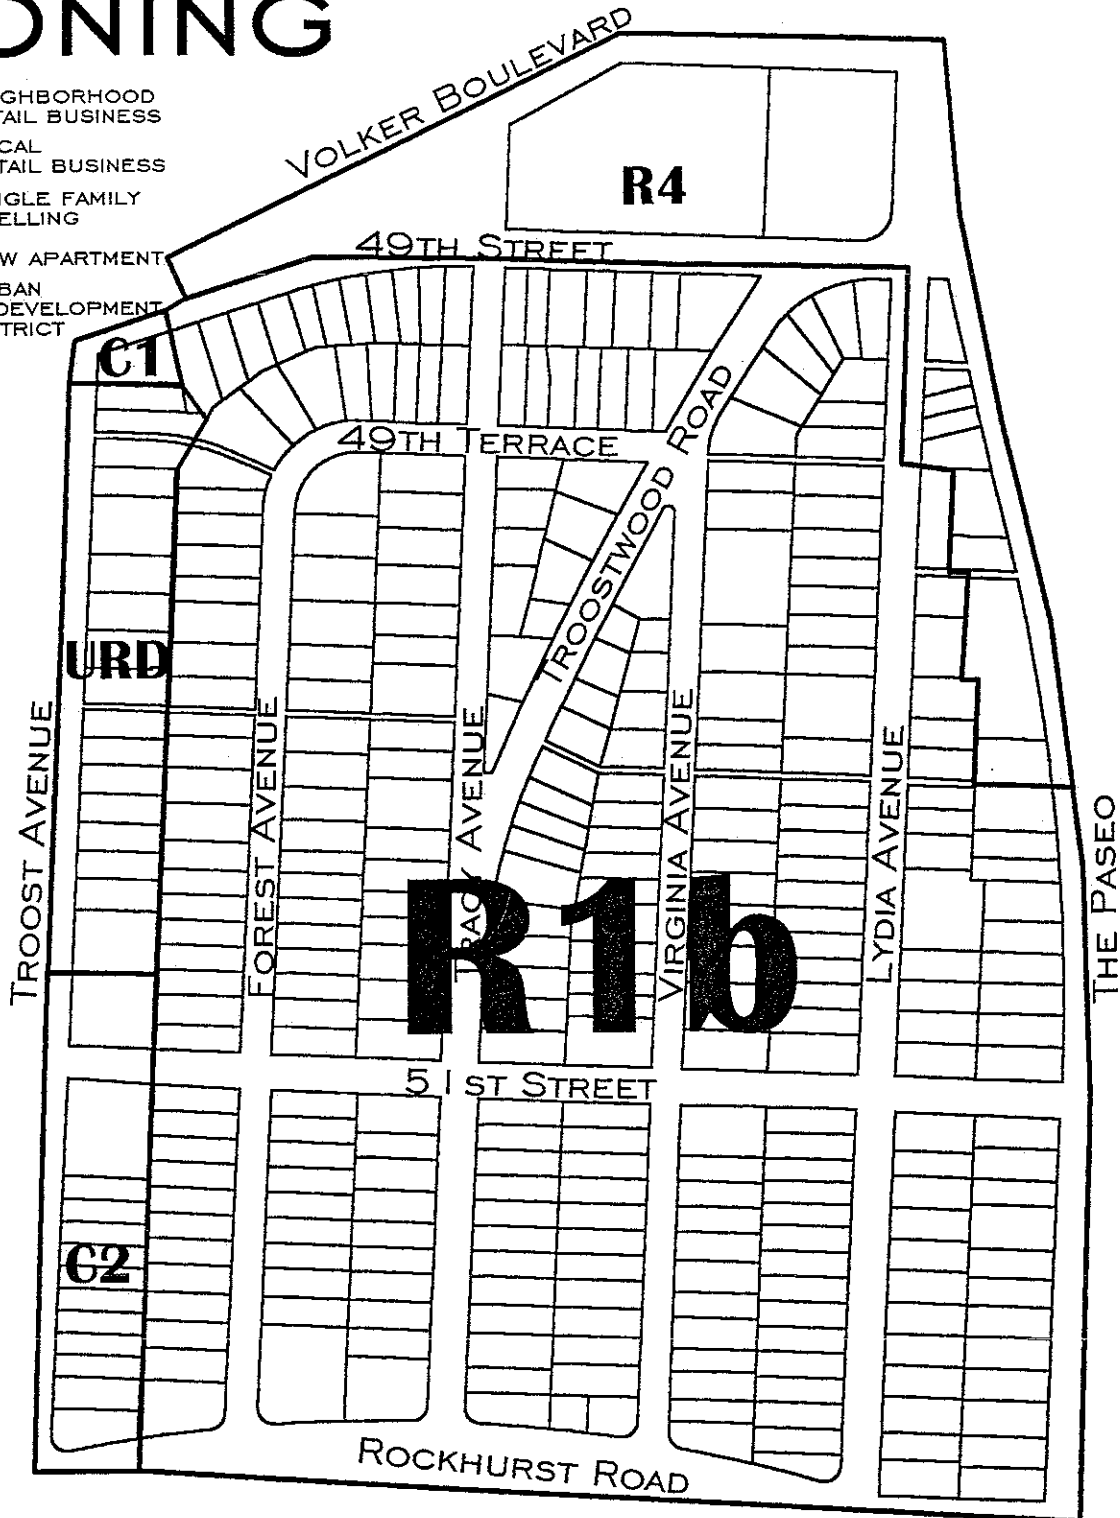 ONING
IGHBORHOOD
TAIL BUSINESS
CAL
TAIL BUSINESS
IGLE FAMILY
ELLING
W APARTMENT
BAN
DEVELOPMENT
TRICT
VOLKER BOULEVARD
R4
49TH STREET
C1
49TH TERRACE
TROOSTWOOD ROAD
URD
TROOST AVENUE
FOREST AVENUE
TRACY AVENUE
VIRGINIA AVENUE
LYDIA AVENUE
THE PASEO
R1b
51ST STREET
C2
ROCKHURST ROAD